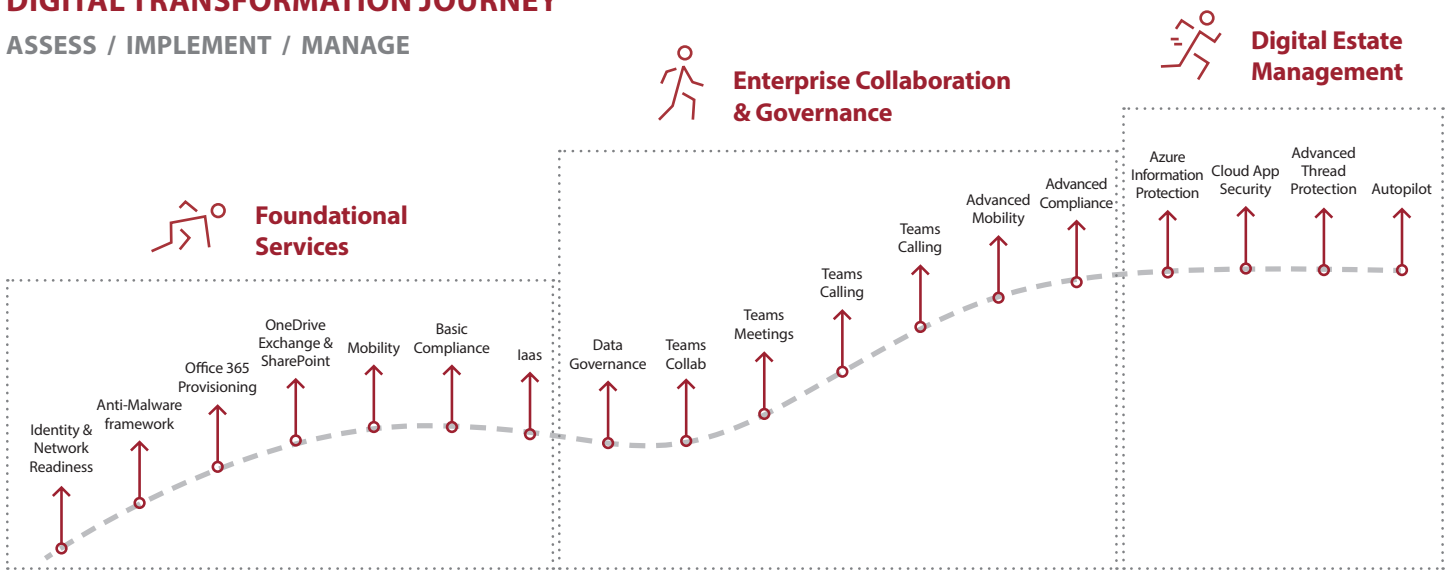 DIGITAL TRANSFORMATION JOURNEY
ASSESS / IMPLEMENT / MANAGE
Foundational
Services
Identity &
Network
Readiness
Anti-Malware
framework
Office 365
Provisioning
OneDrive
Exchange &
SharePoint
Mobility
Basic
Compliance
Iaas
Enterprise Collaboration
& Governance
Data
Governance
Teams
Collab
Teams
Meetings
Teams
Calling
Teams
Calling
Advanced
Mobility
Advanced
Compliance
Digital Estate
Management
Azure
Information
Protection
Cloud App
Security
Advanced
Thread
Protection
Autopilot